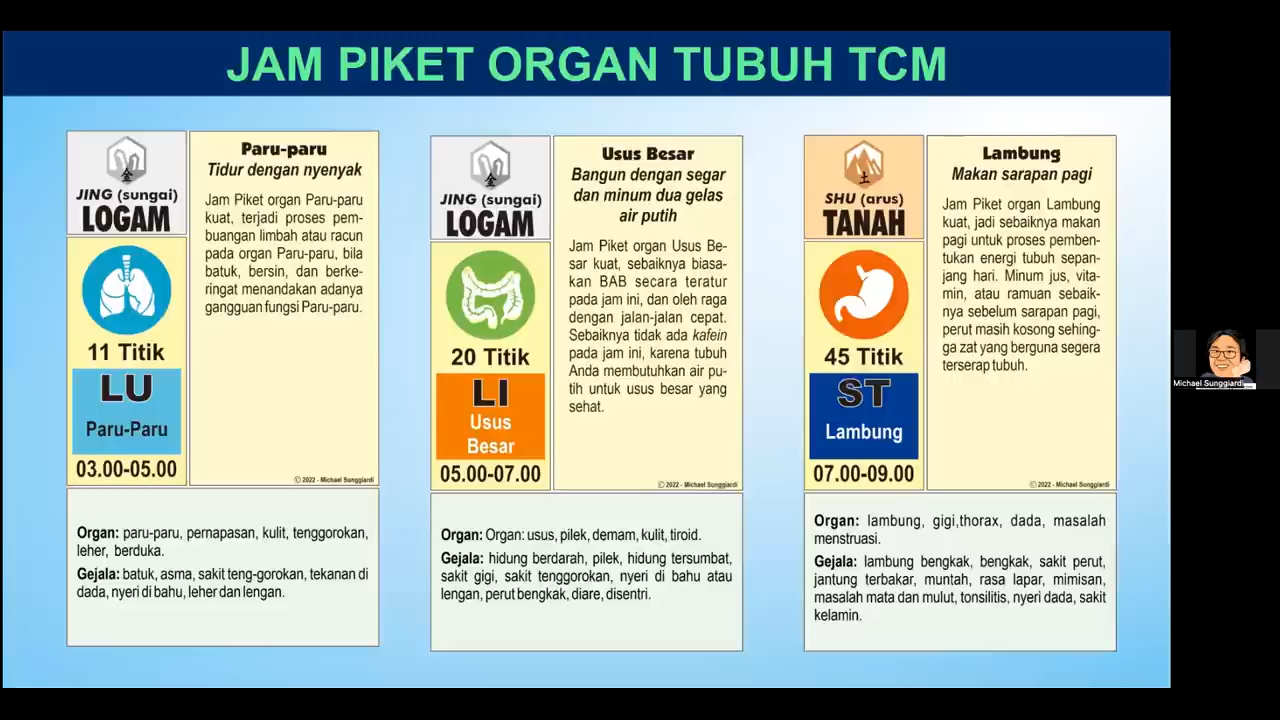 JAM PIKET ORGAN TUBUH TCM
金
JING (sungai)
LOGAM
11 Titik
LU
Paru-Paru
03.00-05.00
Paru-paru
Tidur dengan nyenyak
Jam Piket organ Paru-paru
kuat, terjadi proses pem-
buangan limbah atau racun
pada organ Paru-paru, bila
batuk, bersin, dan berke-
ringat menandakan adanya
gangguan fungsi Paru-paru.
© 2022 - Michael Sunggiardi
Organ: paru-paru, pernapasan, kulit, tenggorokan,
leher, berduka.
Gejala: batuk, asma, sakit teng-gorokan, tekanan di
dada, nyeri di bahu, leher dan lengan.
金
JING (sungai)
LOGAM
20 Titik
LI
Usus
Besar
05.00-07.00
Usus Besar
Bangun dengan segar
dan minum dua gelas
air putih
Jam Piket organ Usus Be-
sar kuat, sebaiknya biasa-
kan BAB secara teratur
pada jam ini, dan oleh raga
dengan jalan-jalan cepat.
Sebaiknya tidak ada kafein
pada jam ini, karena tubuh
Anda membutuhkan air pu-
tih untuk usus besar yang
sehat.
© 2022 - Michael Sunggiardi
Organ: Organ: usus, pilek, demam, kulit, tiroid.
Gejala: hidung berdarah, pilek, hidung tersumbat,
sakit gigi, sakit tenggorokan, nyeri di bahu atau
lengan, perut bengkak, diare, disentri.
土
SHU (arus)
TANAH
45 Titik
ST
Lambung
07.00-09.00
Lambung
Makan sarapan pagi
Jam Piket organ Lambung
kuat, jadi sebaiknya makan
pagi untuk proses pemben-
tukan energi tubuh sepan-
jang hari. Minum jus, vita-
min, atau ramuan sebaik-
nya sebelum sarapan pagi,
perut masih kosong sehing-
ga zat yang berguna segera
terserap tubuh.
© 2022 - Michael Sunggiardi
Organ: lambung, gigi,thorax, dada, masalah
menstruasi.
Gejala: lambung bengkak, bengkak, sakit perut,
jantung terbakar, muntah, rasa lapar, mimisan,
masalah mata dan mulut, tonsilitis, nyeri dada, sakit
kelamin.
Michael Sunggiardi